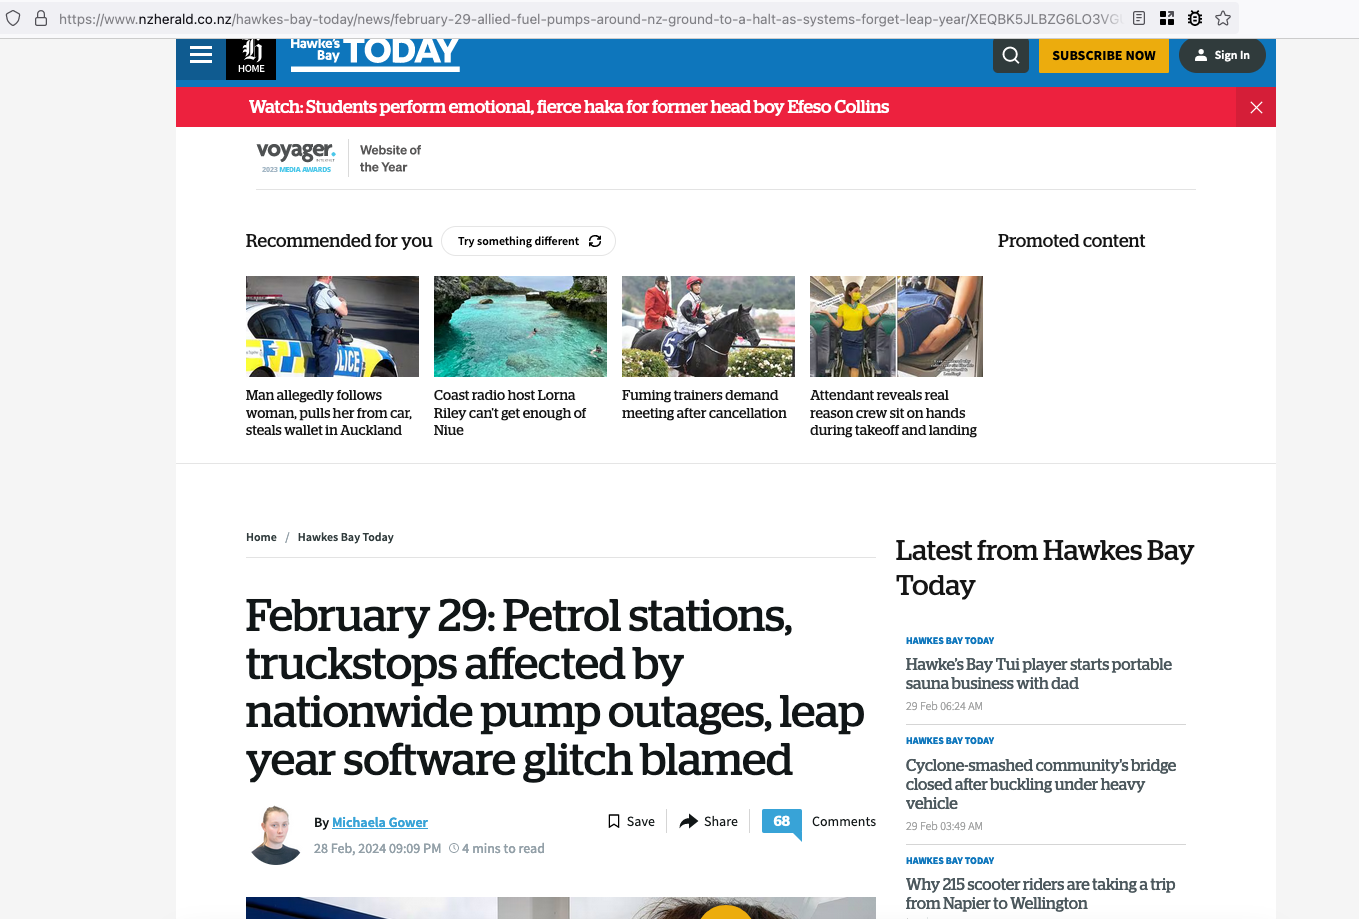 https://www.nzherald.co.nz/hawkes-bay-today/news/february-29-allied-fuel-pumps-around-nz-ground-to-a-halt-as-systems-forget-leap-year/XEQBK5JLBZG6LO3VG
HOME
Hawke's Bay TODAY
SUBSCRIBE NOW
Sign In
Watch: Students perform emotional, fierce haka for former head boy Efeso Collins
voyager.
2023 MEDIA AWARDS
Website of
the Year
Recommended for you
Try something different
Promoted content
POLICE
5
Man allegedly follows
woman, pulls her from car,
steals wallet in Auckland
Coast radio host Lorna
Riley can't get enough of
Niue
Fuming trainers demand
meeting after cancellation
Attendant reveals real
reason crew sit on hands
during takeoff and landing
Home / Hawkes Bay Today
February 29: Petrol stations,
truckstops affected by
nationwide pump outages, leap
year software glitch blamed
By Michaela Gower
28 Feb, 2024 09:09 PM 4 mins to read
Save
Share
68
Comments
Latest from Hawkes Bay
Today
HAWKES BAY TODAY
Hawke's Bay Tui player starts portable
sauna business with dad
29 Feb 06:24 AM
HAWKES BAY TODAY
Cyclone-smashed community's bridge
closed after buckling under heavy
vehicle
29 Feb 03:49 AM
HAWKES BAY TODAY
Why 215 scooter riders are taking a trip
from Napier to Wellington